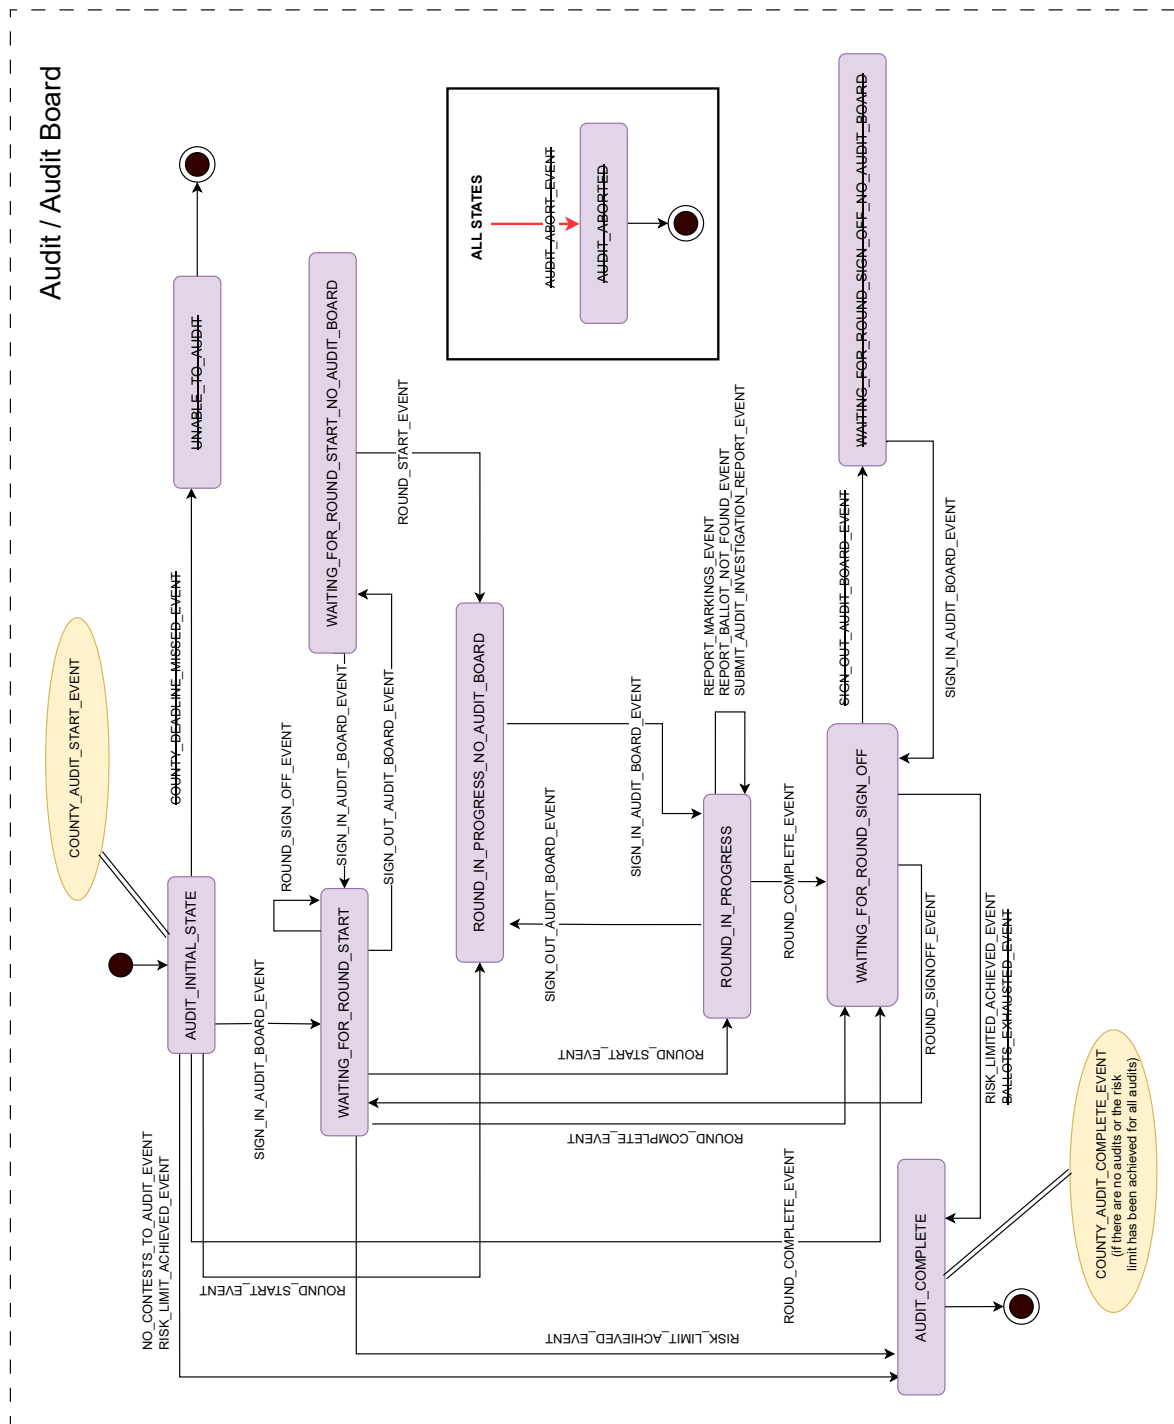 Audit / Audit Board
COUNTY_AUDIT_START_EVENT
AUDIT_INITIAL_STATE
COUNTY_DEADLINE_MISSED_EVENT
UNABLE_TO_AUDIT
SIGN_IN_AUDIT_BOARD_EVENT
NO_CONTESTS_TO_AUDIT_EVENT
RISK_LIMIT_ACHIEVED_EVENT
ROUND_START_EVENT
ROUND_SIGN_OFF_EVENT
WAITING_FOR_ROUND_START
SIGN_IN_AUDIT_BOARD_EVENT
SIGN_OUT_AUDIT_BOARD_EVENT
WAITING_FOR_ROUND_START_NO_AUDIT_BOARD
ROUND_START_EVENT
ROUND_IN_PROGRESS_NO_AUDIT_BOARD
ALL STATES
AUDIT_ABORT_EVENT
AUDIT_ABORTED
SIGN_OUT_AUDIT_BOARD_EVENT
SIGN_IN_AUDIT_BOARD_EVENT
REPORT_MARKINGS_EVENT
REPORT_BALLOT_NOT_FOUND_EVENT
SUBMIT_AUDIT_INVESTIGATION_REPORT_EVENT
ROUND_IN_PROGRESS
ROUND_START_EVENT
ROUND_COMPLETE_EVENT
ROUND_COMPLETE_EVENT
ROUND_COMPLETE_EVENT
RISK_LIMIT_ACHIEVED_EVENT
WAITING_FOR_ROUND_SIGN_OFF
SIGN_OUT_AUDIT_BOARD_EVENT
WAITING_FOR_ROUND_SIGN_OFF_NO_AUDIT_BOARD
SIGN_IN_AUDIT_BOARD_EVENT
ROUND_SIGNOFF_EVENT
RISK_LIMITED_ACHIEVED_EVENT
BALLOTS_EXHAUSTED_EVENT
AUDIT_COMPLETE
COUNTY_AUDIT_COMPLETE_EVENT
(if there are no audits or the risk
limit has been achieved for all audits)